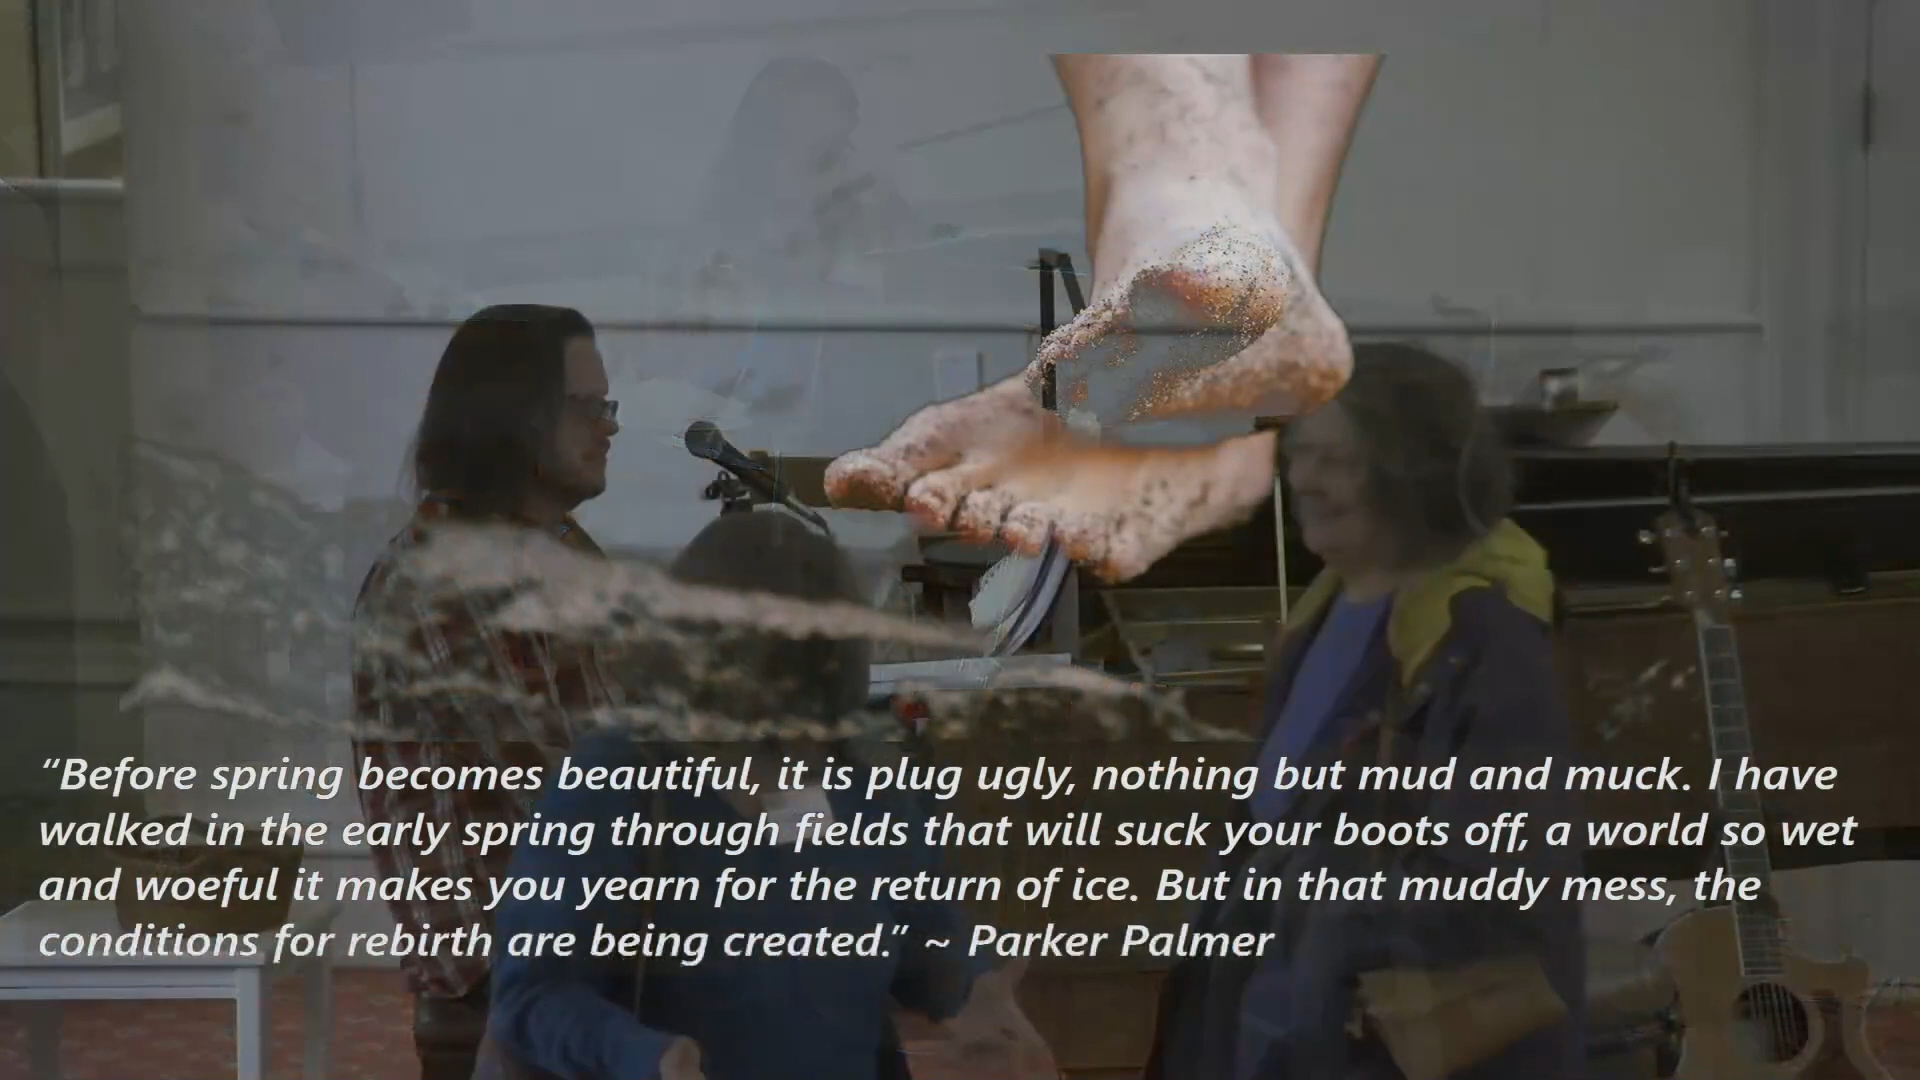 “Before spring becomes beautiful, it is plug ugly, nothing but mud and muck. I have
walked in the early spring through fields that will suck your boots off, a world so wet
and woeful it makes you yearn for the return of ice. But in that muddy mess, the
conditions for rebirth are being created.” ~ Parker Palmer